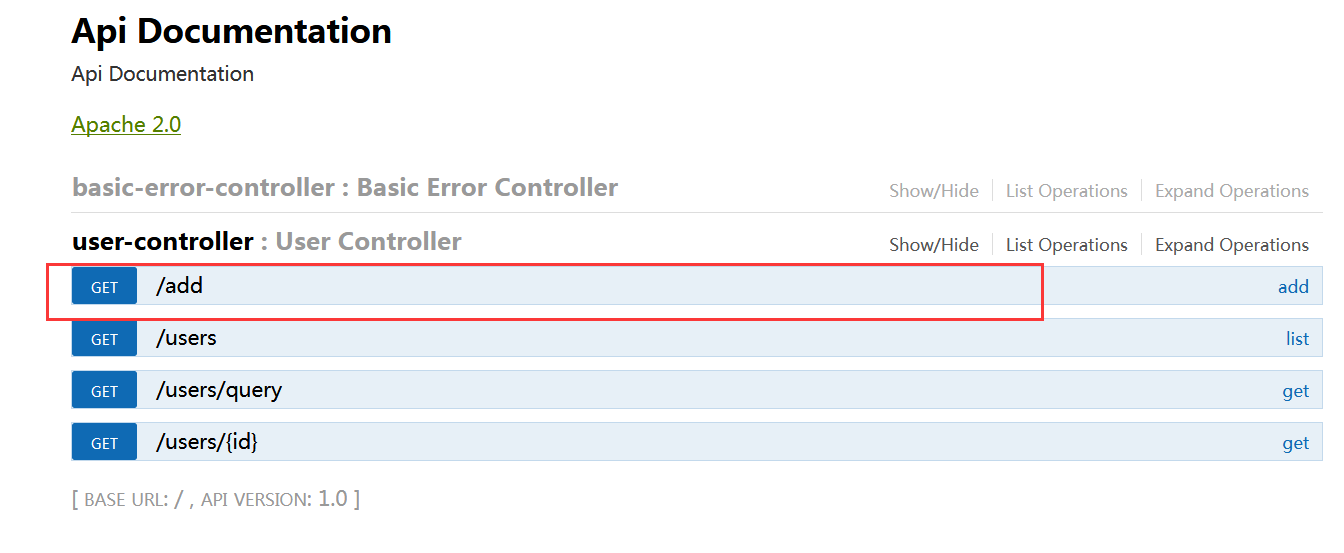 Api Documentation
Api Documentation
Apache 2.0
basic-error-controller : Basic Error Controller Show/Hide List Operations Expand Operations
user-controller : User Controller Show/Hide List Operations Expand Operations
GET /add add
GET /users list
GET /users/query get
GET /users/{id} get
[ BASE URL: / , API VERSION: 1.0 ]